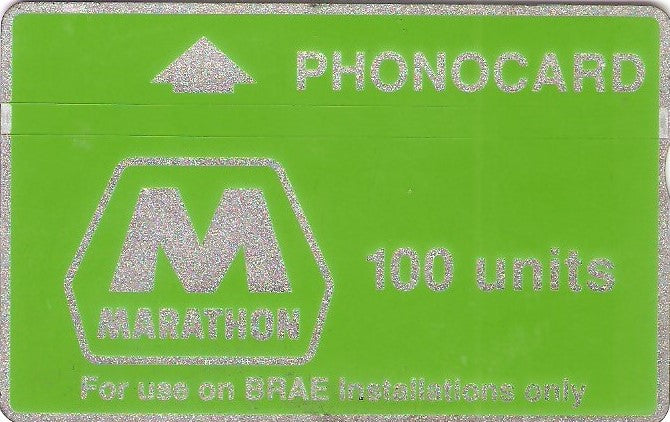 PHONOCARD
M
100 units
MARATHON
For use on BRAE Installations only